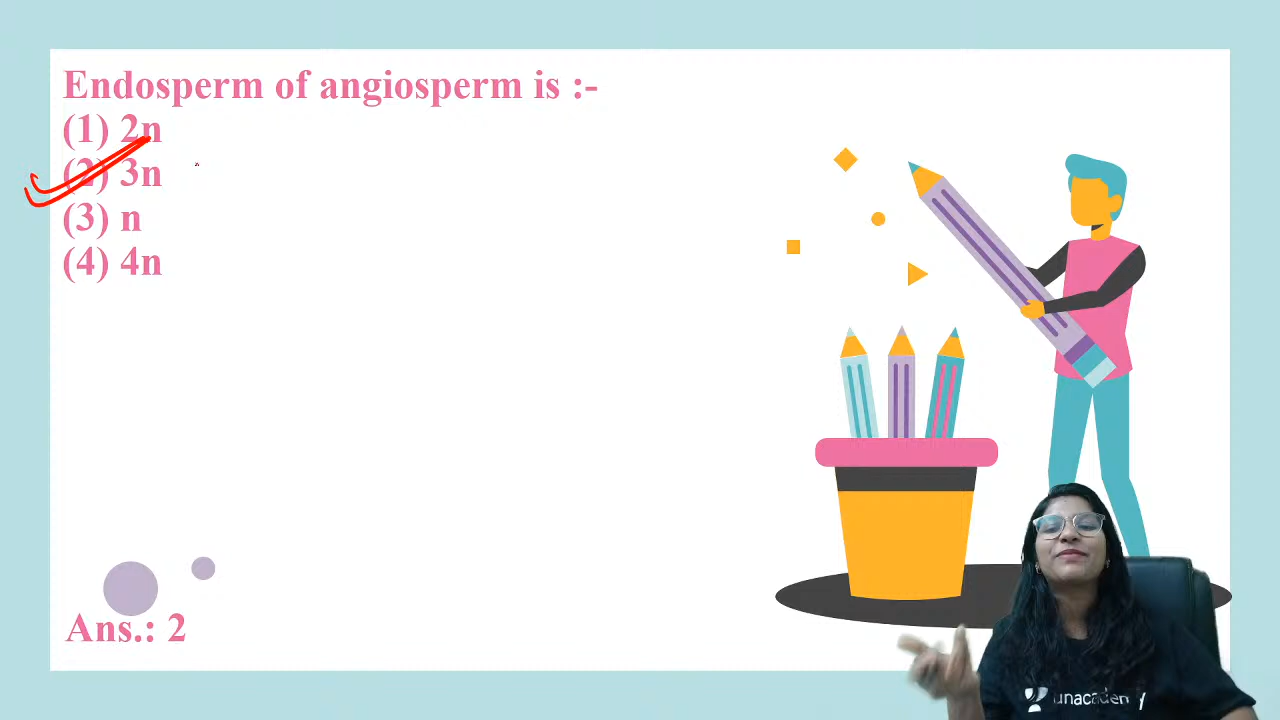 Endosperm of angiosperm is :-
(1) 2n
(2) 3n
(3) n
(4) 4n
Ans.: 2
unacademy